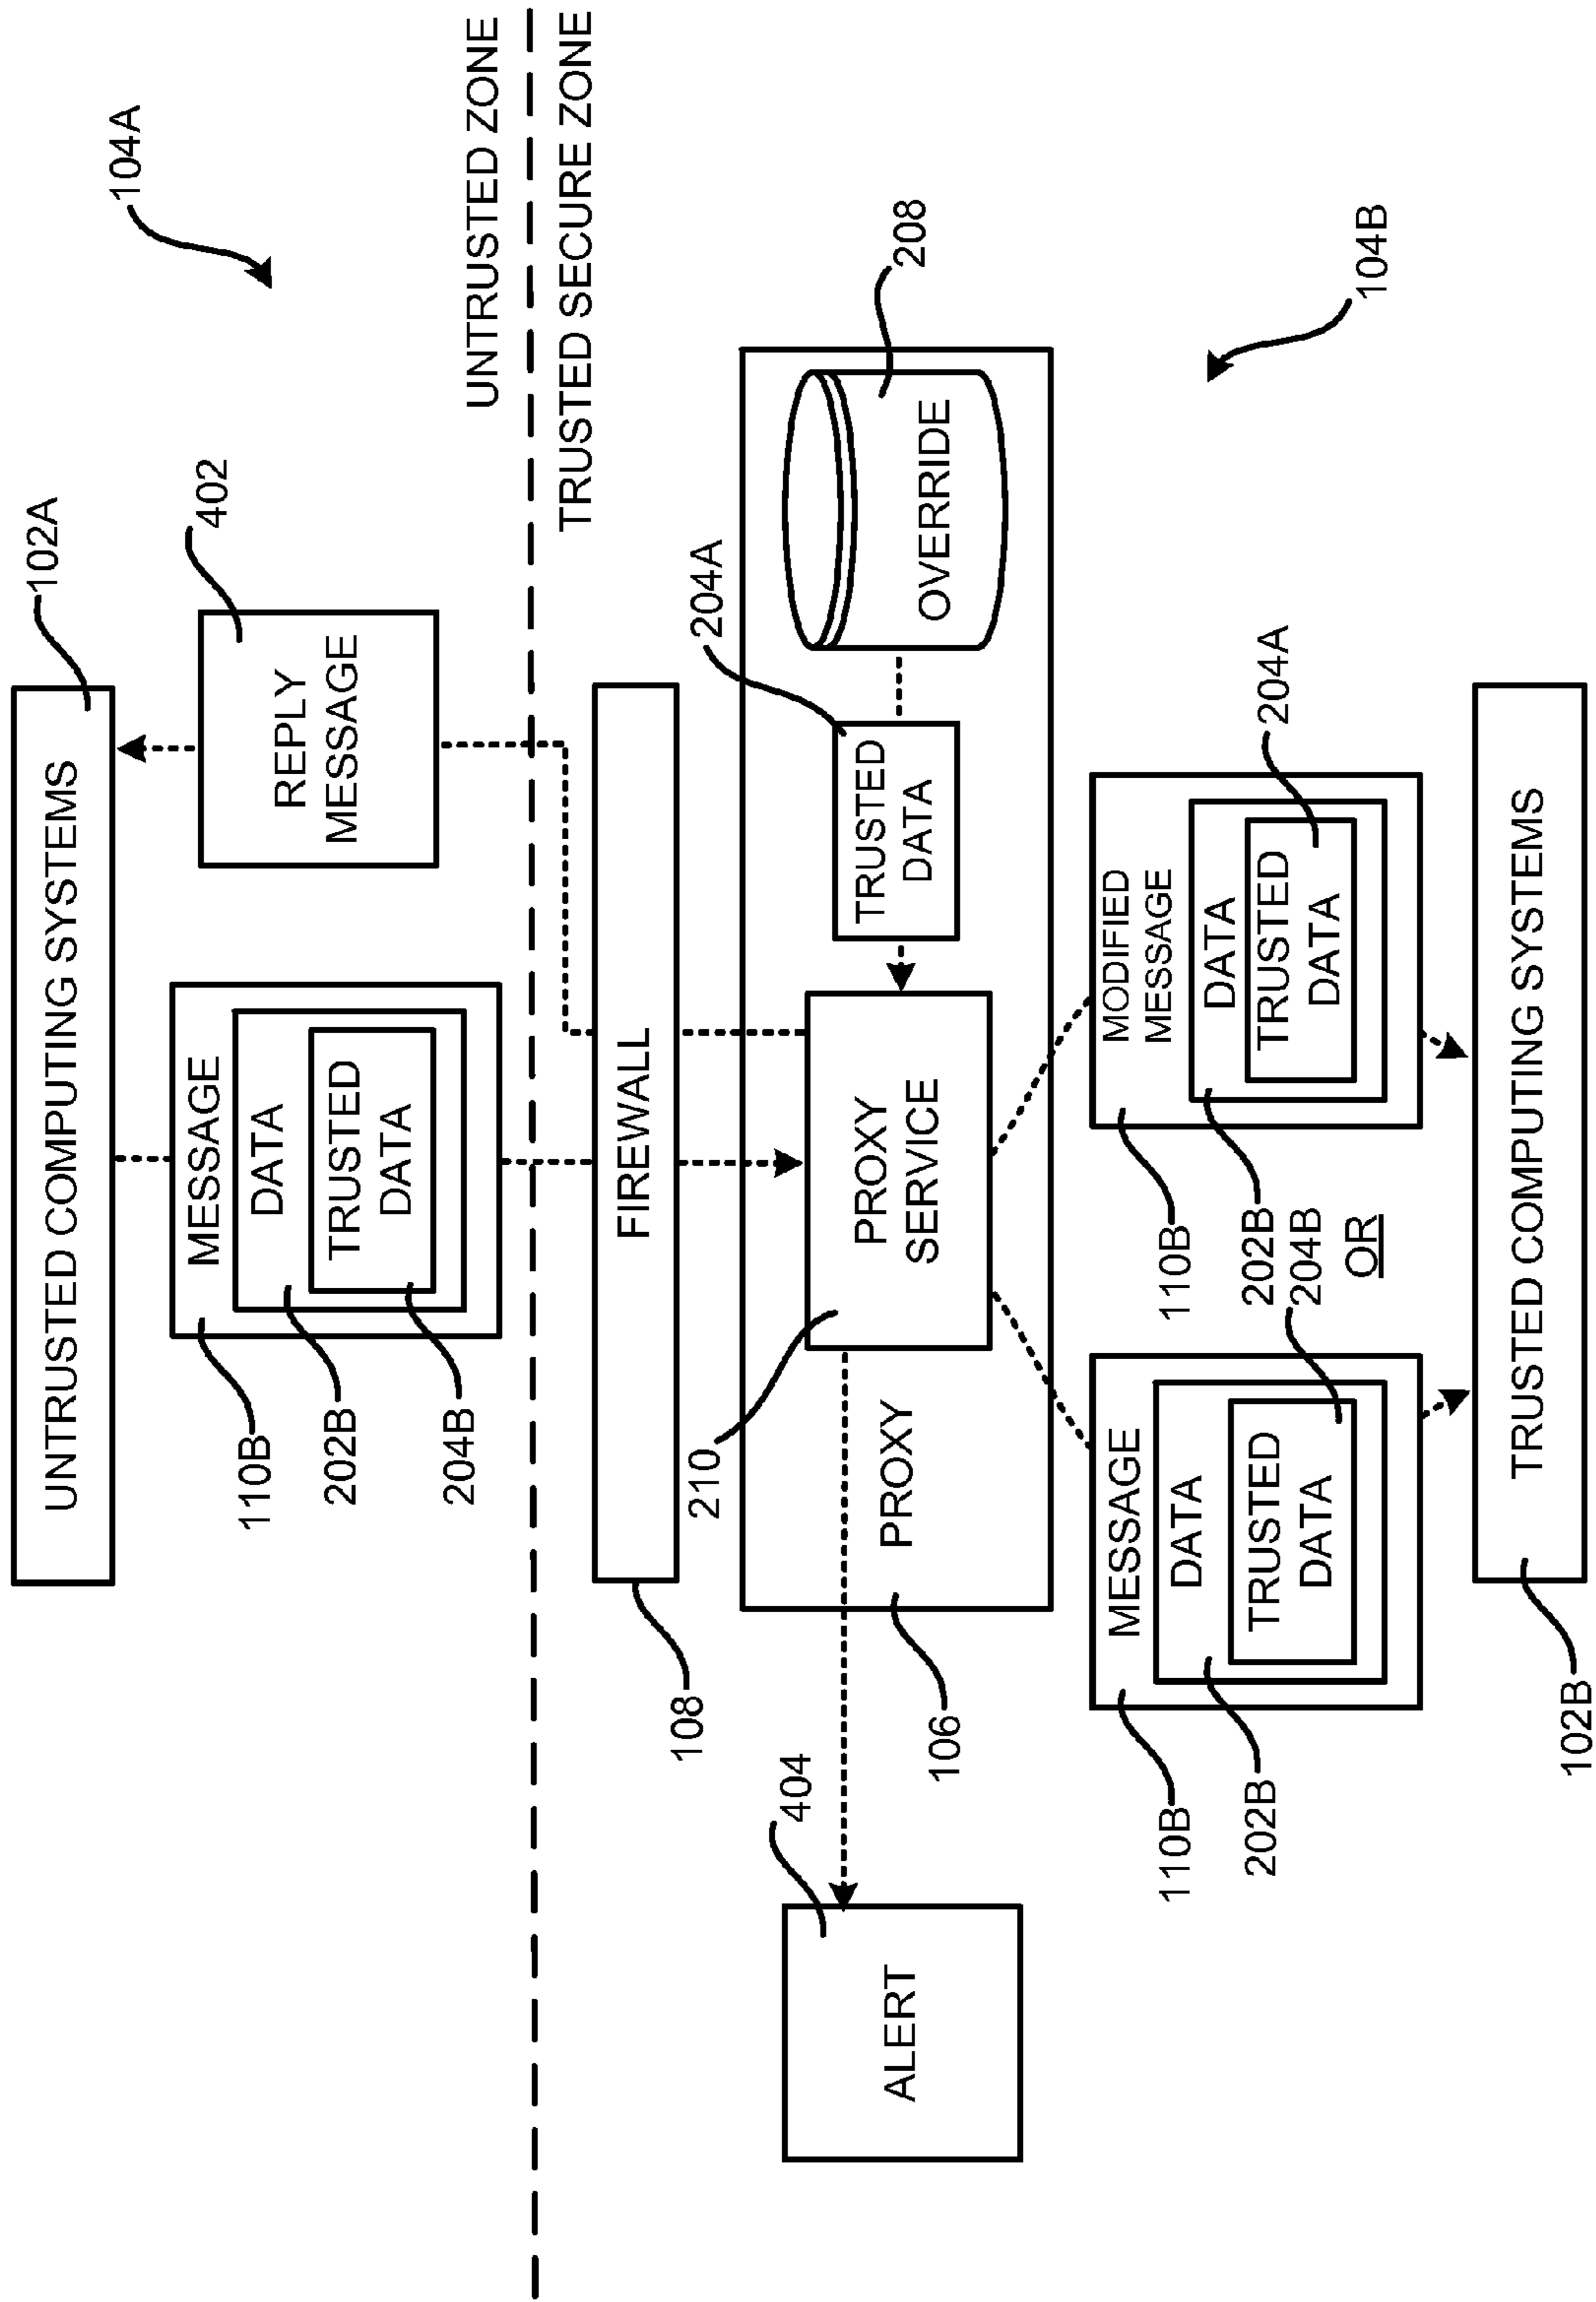 104A
UNTRUSTED ZONE
TRUSTED SECURE ZONE
102A
UNTRUSTED COMPUTING SYSTEMS
402
REPLY
MESSAGE
MESSAGE
DATA
TRUSTED
DATA
110B
202B
204B
FIREWALL
108
208
OVERRIDE
204A
TRUSTED
DATA
PROXY
SERVICE
210
PROXY
106
404
ALERT
104B
MODIFIED
MESSAGE
DATA
TRUSTED
DATA
204A
110B
202B
204B
OR
MESSAGE
DATA
TRUSTED
DATA
110B
202B
TRUSTED COMPUTING SYSTEMS
102B